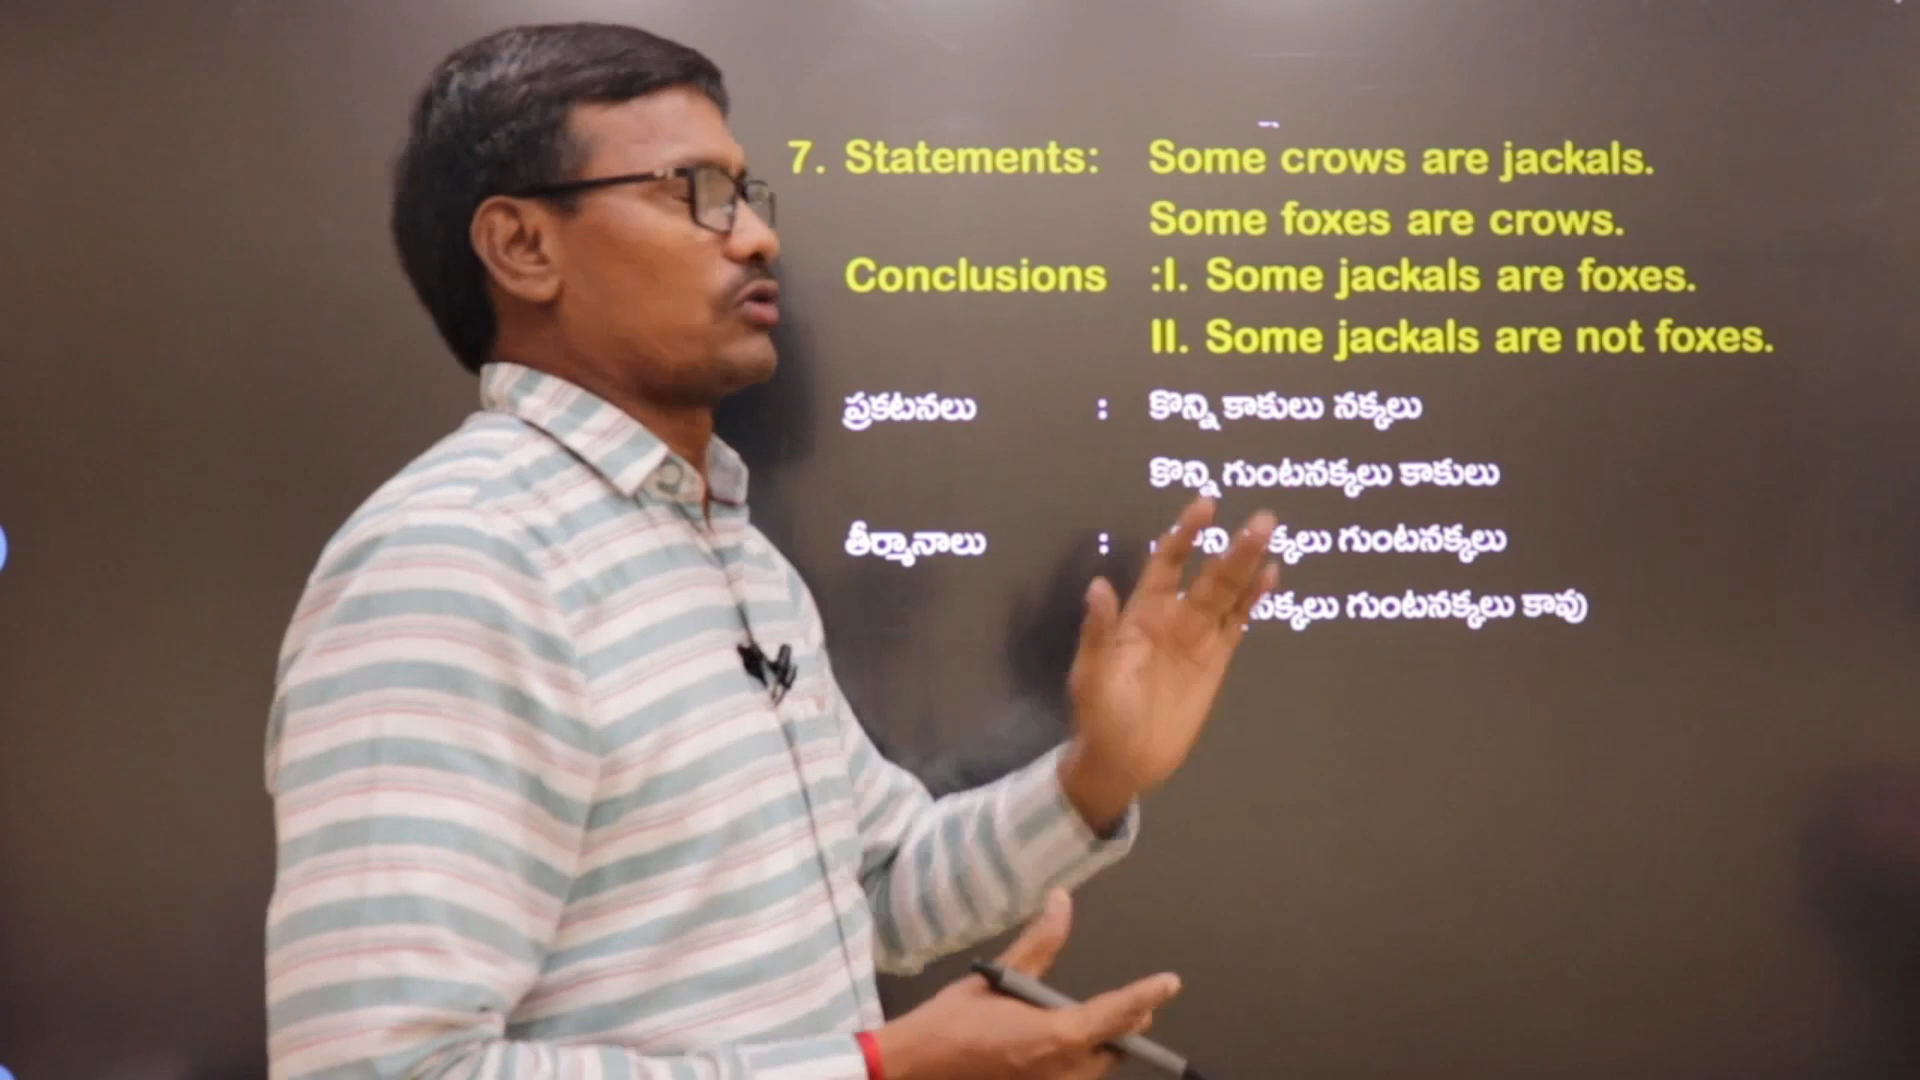 7. Statements: Some crows are jackals.
Some foxes are crows.
Conclusions :I. Some jackals are foxes.
II. Some jackals are not foxes.
ప్రకటనలు : కొన్ని కాకులు నక్కలు
కొన్ని గుంటనక్కలు కాకులు
తీర్మానాలు : గుంటనక్కలు
గుంటనక్కలు కావు